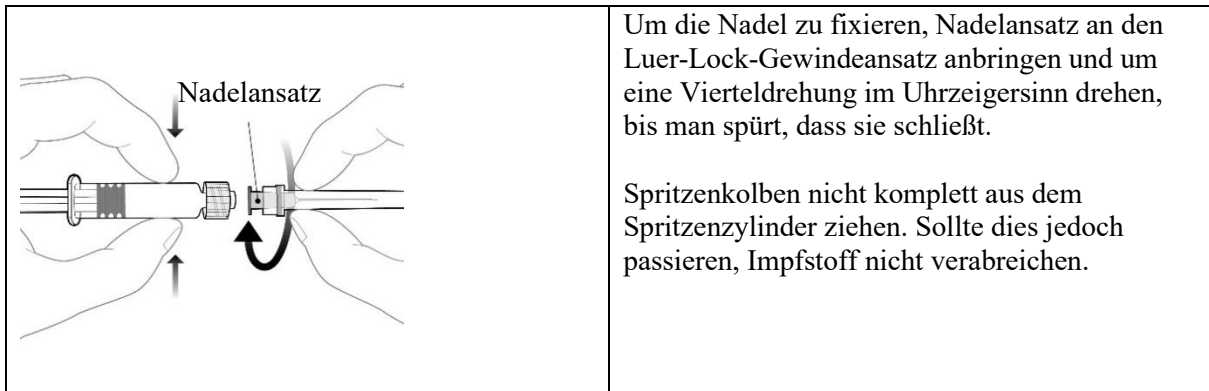 Nadelansatz
Um die Nadel zu fixieren, Nadelansatz an den
Luer-Lock-Gewindeansatz anbringen und um
eine Vierteldrehung im Uhrzeigersinn drehen,
bis man spürt, dass sie schließt.
Spritzenkolben nicht komplett aus dem
Spritzenzylinder ziehen. Sollte dies jedoch
passieren, Impfstoff nicht verabreichen.